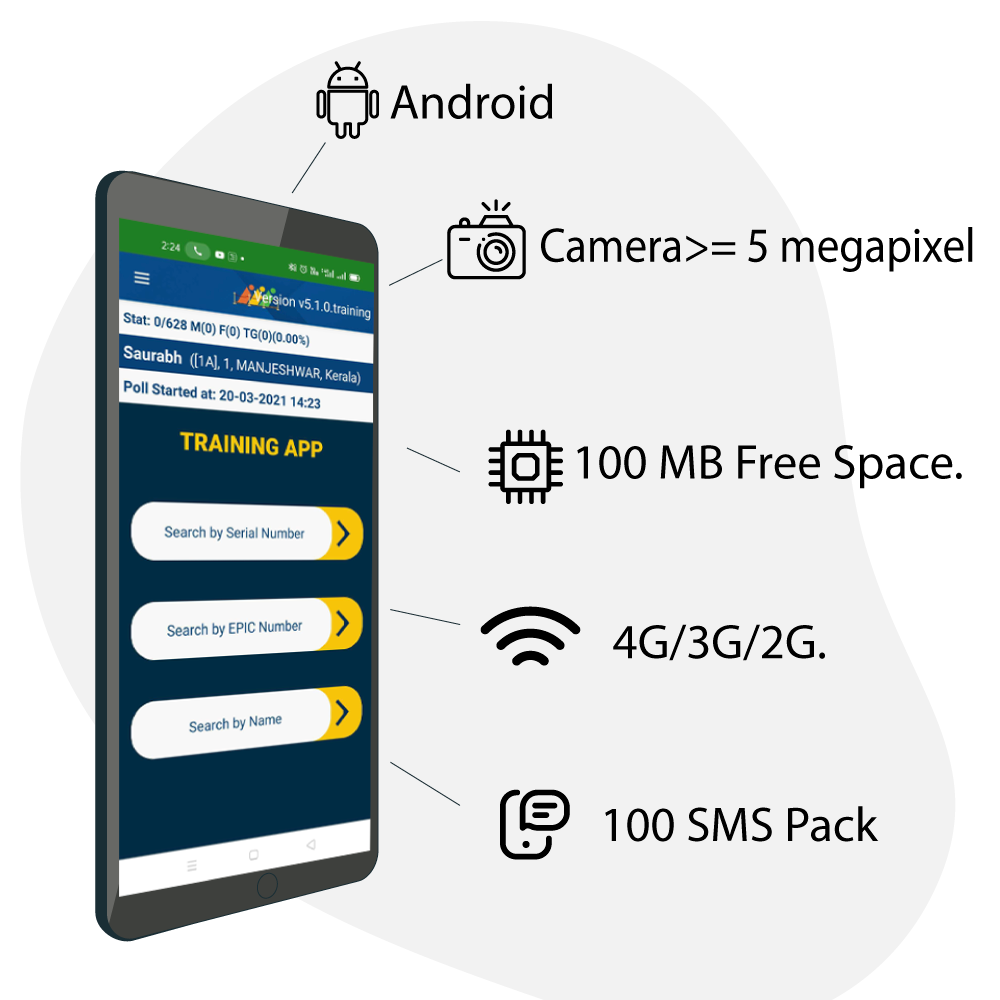 Android
Camera>= 5 megapixel
100 MB Free Space.
4G/3G/2G.
100 SMS Pack
2:24
Version v5.1.0.training
Stat: 0/628 M(0) F(0) TG(0)(0.00%)
Saurabh ([1A], 1, MANJESHWAR, Kerala)
Poll Started at: 20-03-2021 14:23
TRAINING APP
Search by Serial Number
Search by EPIC Number
Search by Name